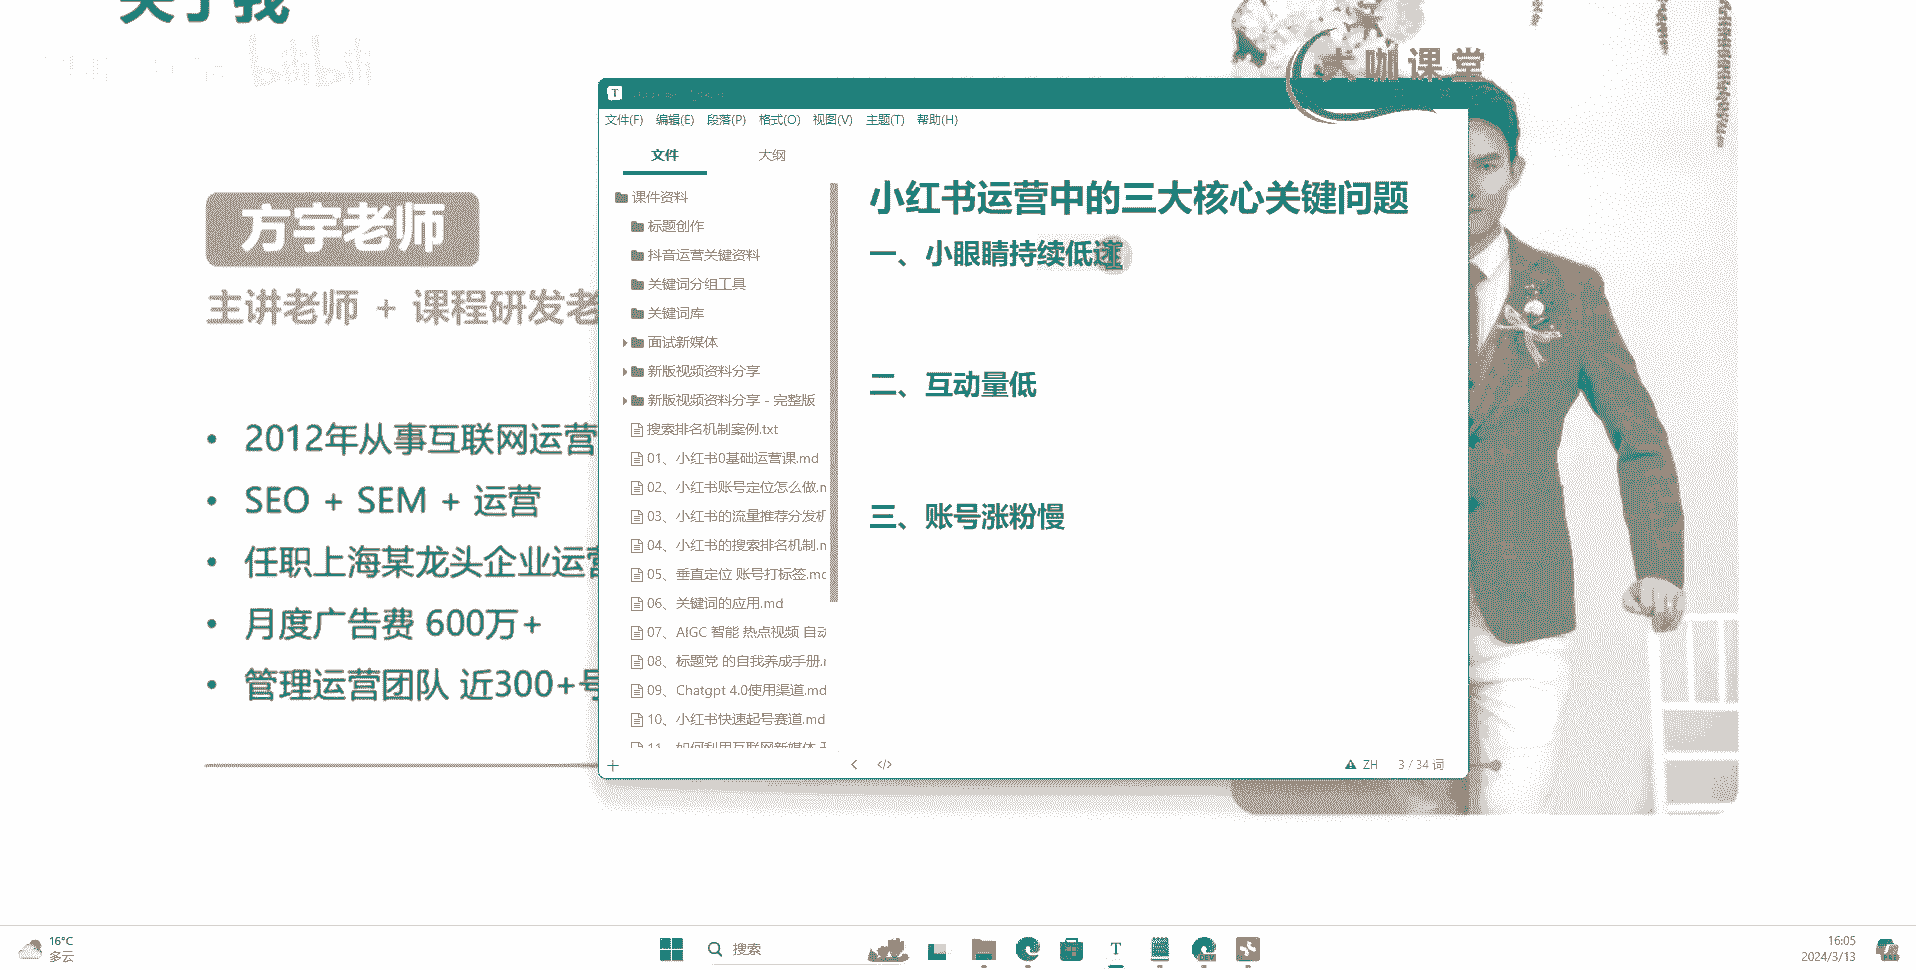 关于我
bilibili
大咖课堂
方宇老师
主讲老师 + 课程研发老
2012年从事互联网运营
SEO + SEM + 运营
任职上海某龙头企业运营
月度广告费 600万+
管理运营团队 近300+号
T
文件(F) 编辑(E) 段落(P) 格式(O) 视图(V) 主题(T) 帮助(H)
文件 大纲
课件资料
标题创作
抖音运营关键资料
关键词分组工具
关键词库
面试新媒体
新版视频资料分享
新版视频资料分享 - 完整版
搜索排名机制案例.txt
01、小红书0基础运营课.md
02、小红书账号定位怎么做.m
03、小红书的流量推荐分发机
04、小红书的搜索排名机制.m
05、垂直定位 账号打标签.mc
06、关键词的应用.md
07、AIGC 智能 热点视频 自动
08、标题党 的自我养成手册.m
09、Chatgpt 4.0使用渠道.md
10、小红书快速起号赛道.md
11、如何利用互联网新媒体
小红书运营中的三大核心关键问题
一、小眼睛持续低迷
二、互动量低
三、账号涨粉慢
ZH 3 / 34 词
16°C
多云
搜索
T
16:05
2024/3/13